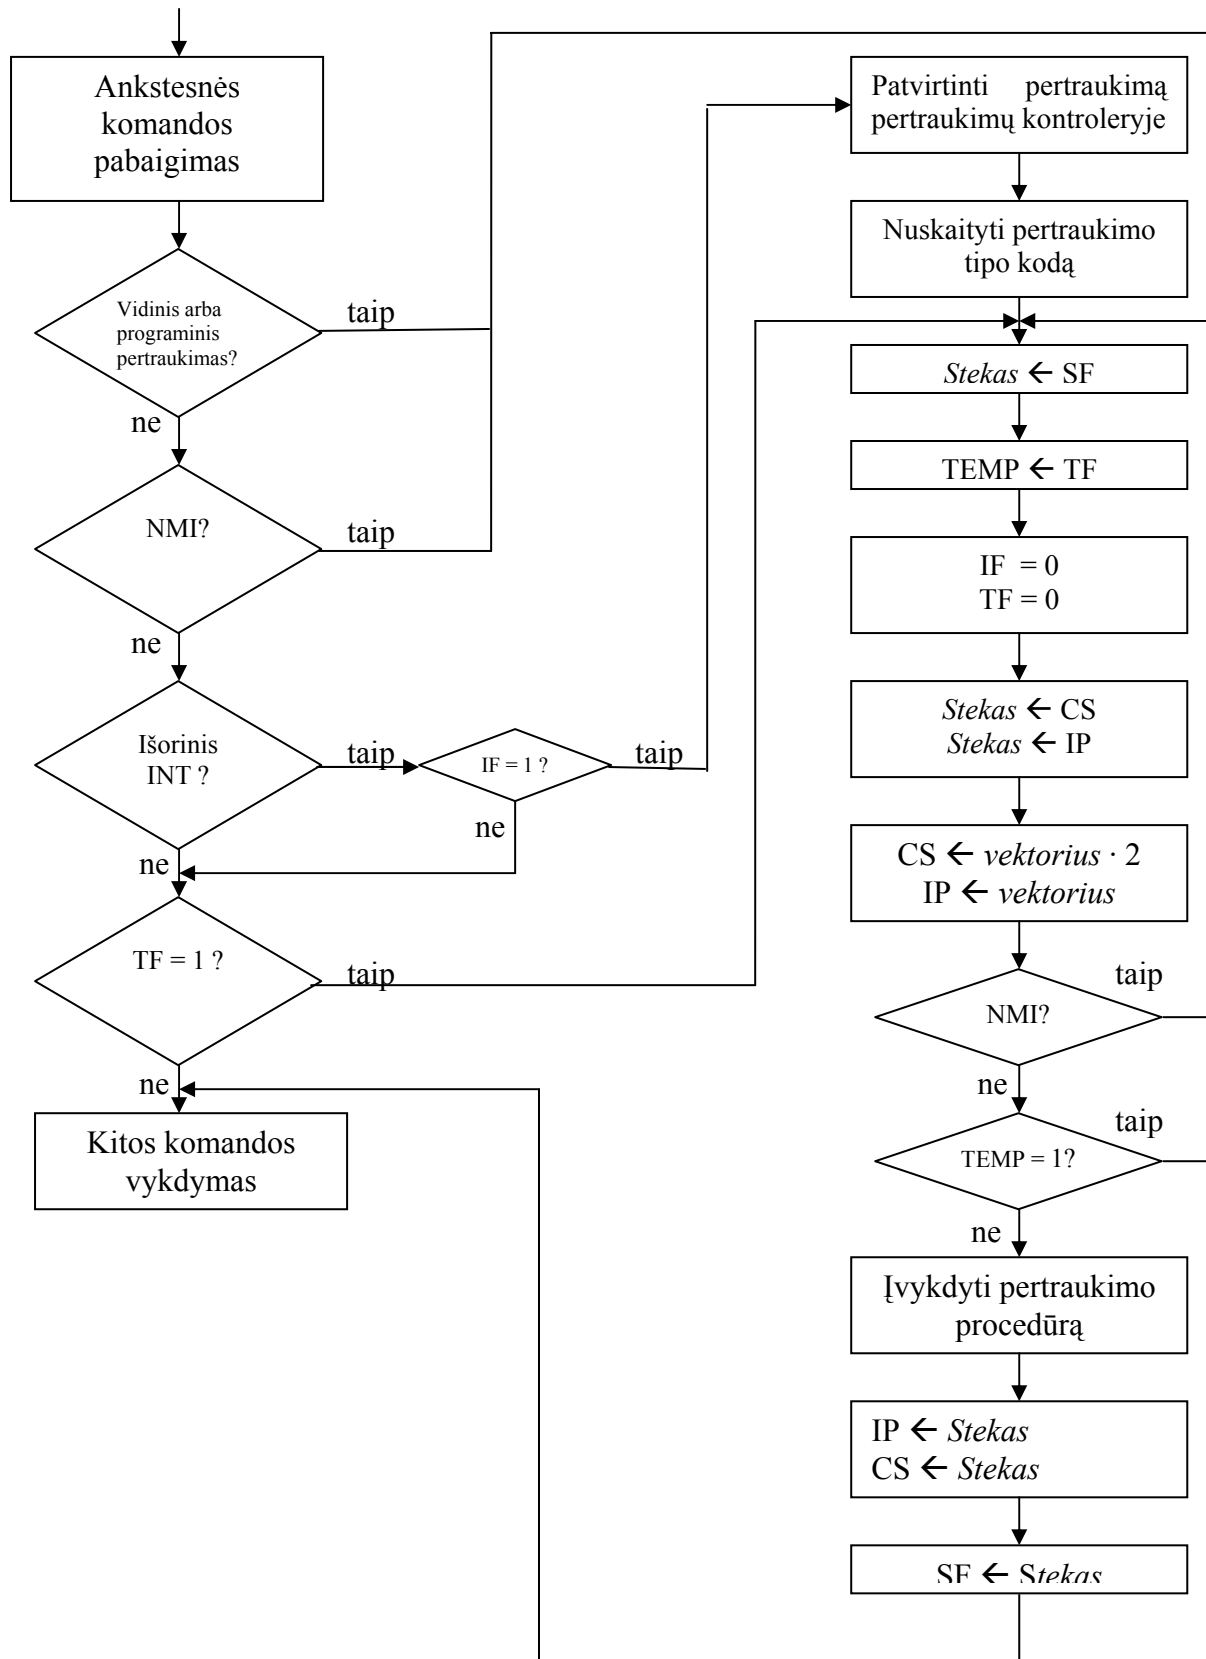 Ankstesnės
komandos
pabaigimas
Vidinis arba
programinis
pertraukimas?
taip
ne
NMI?
taip
ne
Išorinis
INT ?
taip
IF = 1 ?
taip
ne
ne
TF = 1 ?
taip
ne
Kitos komandos
vykdymas
Patvirtinti pertraukimą
pertraukimų kontroleryje
Nuskaityti pertraukimo
tipo kodą
Stekas ← SF
TEMP ← TF
IF = 0
TF = 0
Stekas ← CS
Stekas ← IP
CS ← vektorius · 2
IP ← vektorius
NMI?
taip
ne
TEMP = 1?
taip
ne
Įvykdyti pertraukimo
procedūrą
IP ← Stekas
CS ← Stekas
SF ← Stekas